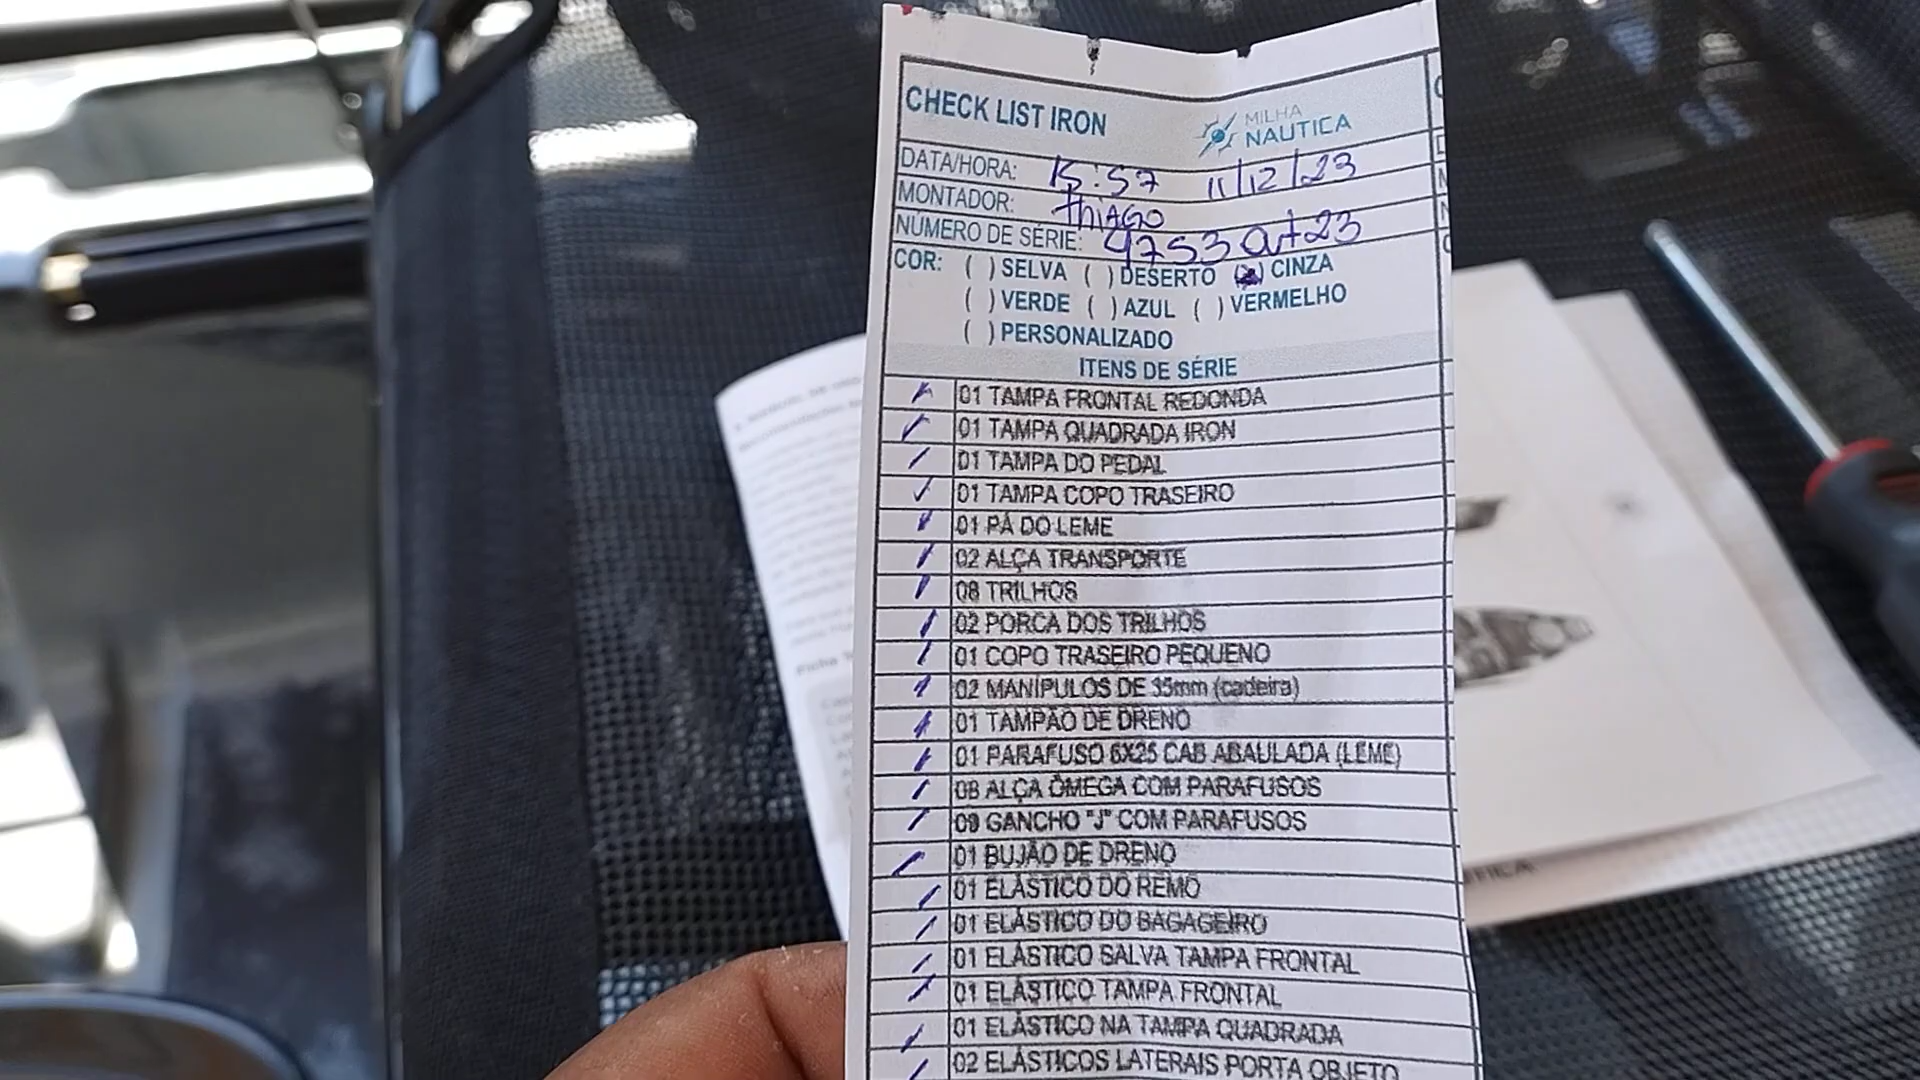 CHECK LIST IRON
MILHA
NAUTICA
DATA/HORA: 15:57 11/12/23
MONTADOR: Thiago
NÚMERO DE SÉRIE: 4753 out 23
COR: ( ) SELVA ( ) DESERTO (x) CINZA
( ) VERDE ( ) AZUL ( ) VERMELHO
( ) PERSONALIZADO
ITENS DE SÉRIE
01 TAMPA FRONTAL REDONDA
01 TAMPA QUADRADA IRON
01 TAMPA DO PEDAL
01 TAMPA COPO TRASEIRO
01 PÁ DO LEME
02 ALÇA TRANSPORTE
08 TRILHOS
02 PORCA DOS TRILHOS
01 COPO TRASEIRO PEQUENO
02 MANÍPULOS DE 35mm (cadeira)
01 TAMPÃO DE DRENO
01 PARAFUSO 6X25 CAB ABAULADA (LEME)
08 ALÇA ÔMEGA COM PARAFUSOS
09 GANCHO "J" COM PARAFUSOS
01 BUJÃO DE DRENO
01 ELÁSTICO DO REMO
01 ELÁSTICO DO BAGAGEIRO
01 ELÁSTICO SALVA TAMPA FRONTAL
01 ELÁSTICO TAMPA FRONTAL
01 ELÁSTICO NA TAMPA QUADRADA
02 ELÁSTICOS LATERAIS PORTA OBJETO